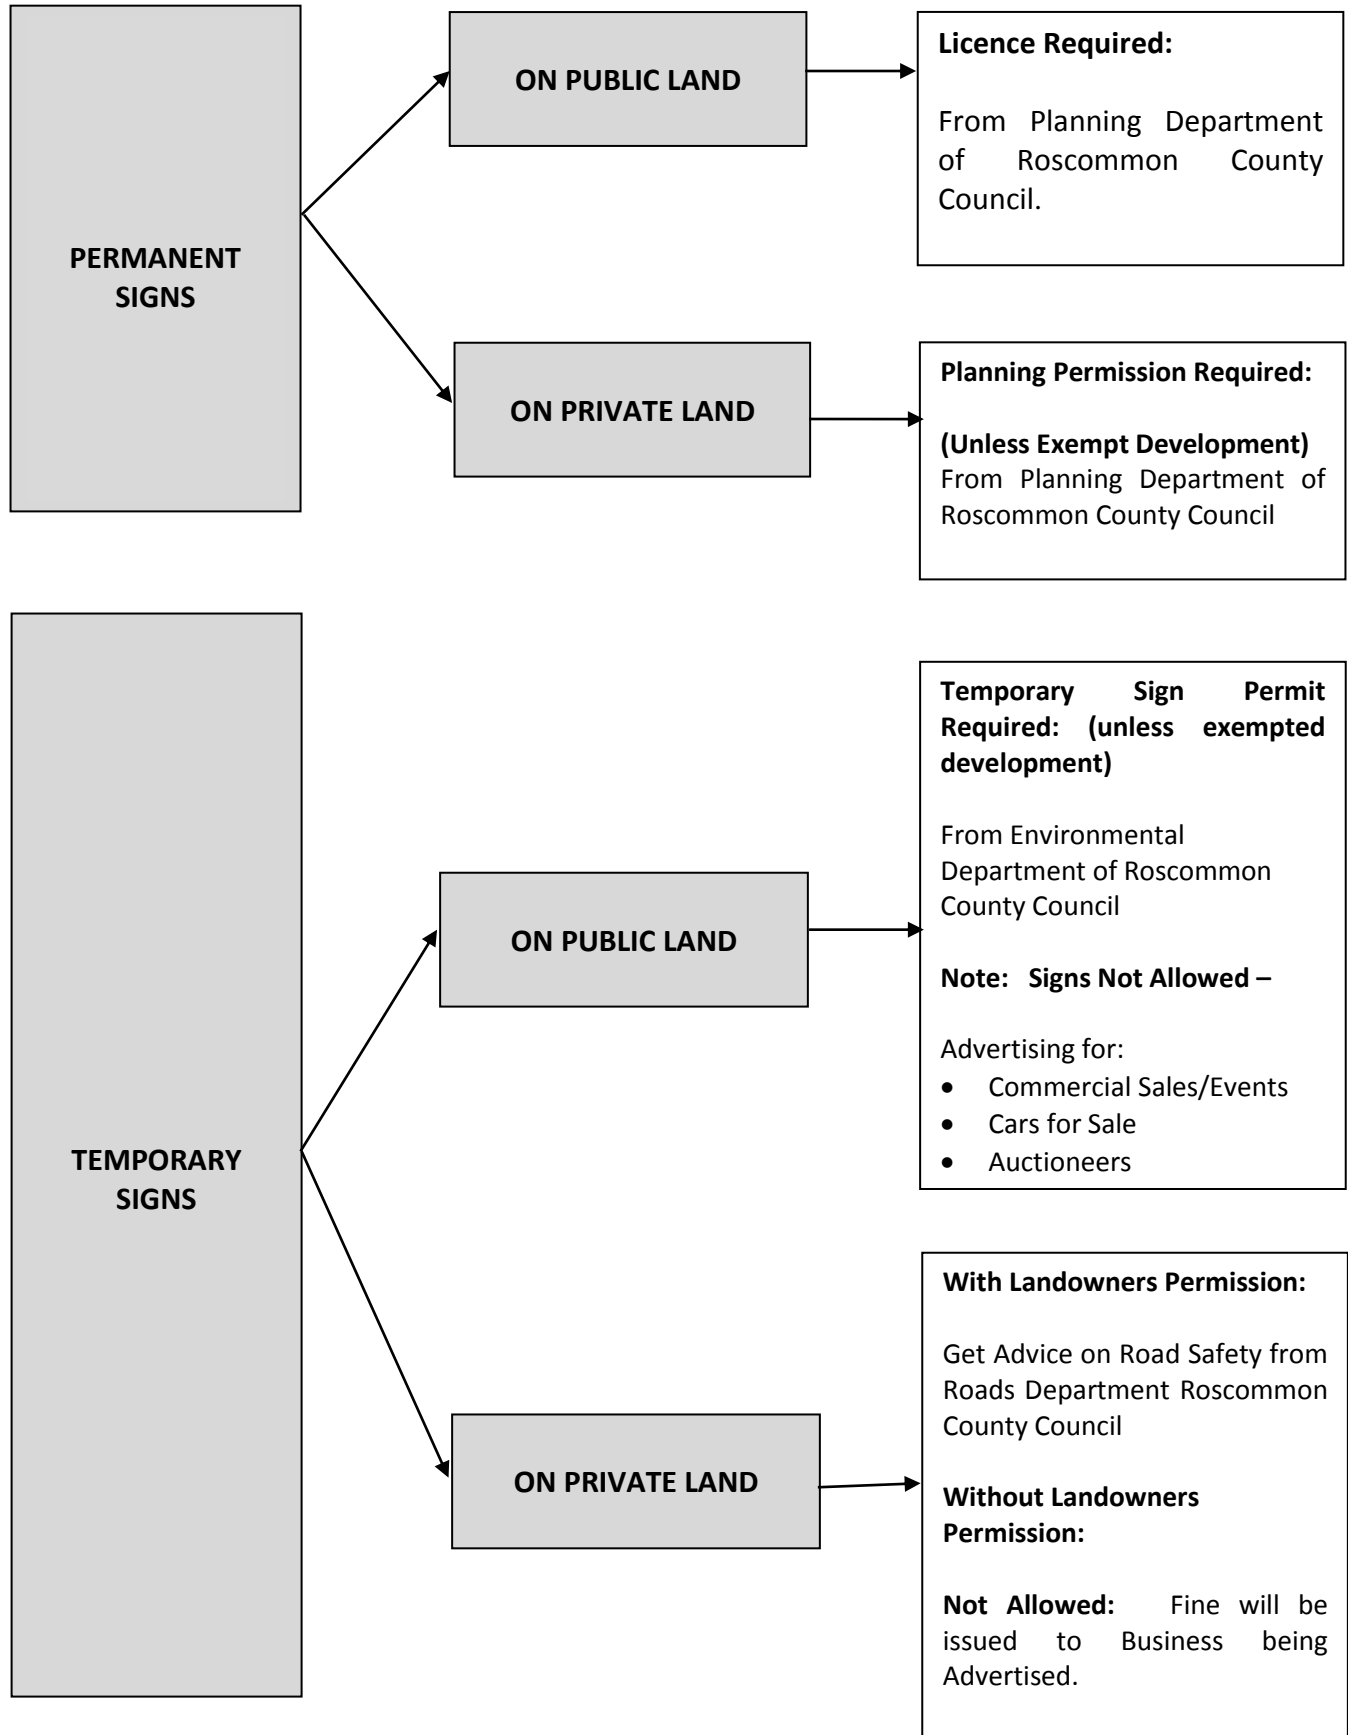 PERMANENT
SIGNS
ON PUBLIC LAND
Licence Required:
From Planning Department
of Roscommon County
Council.
ON PRIVATE LAND
Planning Permission Required:
(Unless Exempt Development)
From Planning Department of
Roscommon County Council
TEMPORARY
SIGNS
ON PUBLIC LAND
Temporary Sign Permit
Required: (unless exempted
development)
From Environmental
Department of Roscommon
County Council
Note: Signs Not Allowed –
Advertising for:
• Commercial Sales/Events
• Cars for Sale
• Auctioneers
ON PRIVATE LAND
With Landowners Permission:
Get Advice on Road Safety from
Roads Department Roscommon
County Council
Without Landowners
Permission:
Not Allowed: Fine will be
issued to Business being
Advertised.